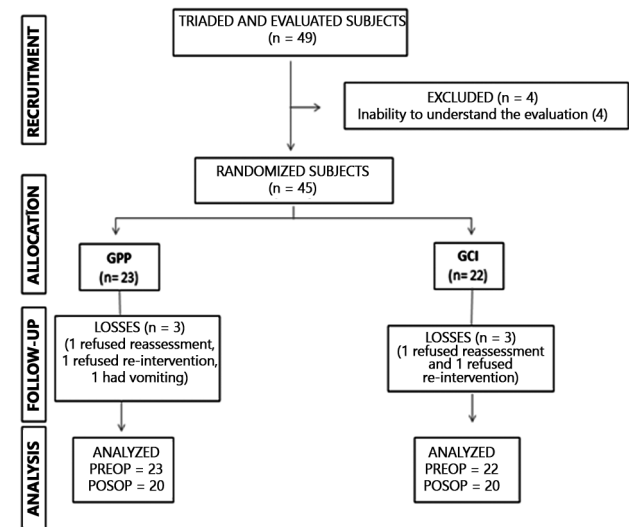 RECRUITMENT
TRIADED AND EVALUATED SUBJECTS
(n = 49)
EXCLUDED (n = 4)
Inability to understand the evaluation (4)
RANDOMIZED SUBJECTS
(n = 45)
ALLOCATION
GPP
(n= 23)
GCI
(n= 22)
FOLLOW-UP
LOSSES (n = 3)
(1 refused reassessment,
1 refused re-intervention,
1 had vomiting)
LOSSES (n = 3)
(1 refused reassessment
and 1 refused
re-intervention)
ANALYSIS
ANALYZED
PREOP = 23
POSOP = 20
ANALYZED
PREOP = 22
POSOP = 20